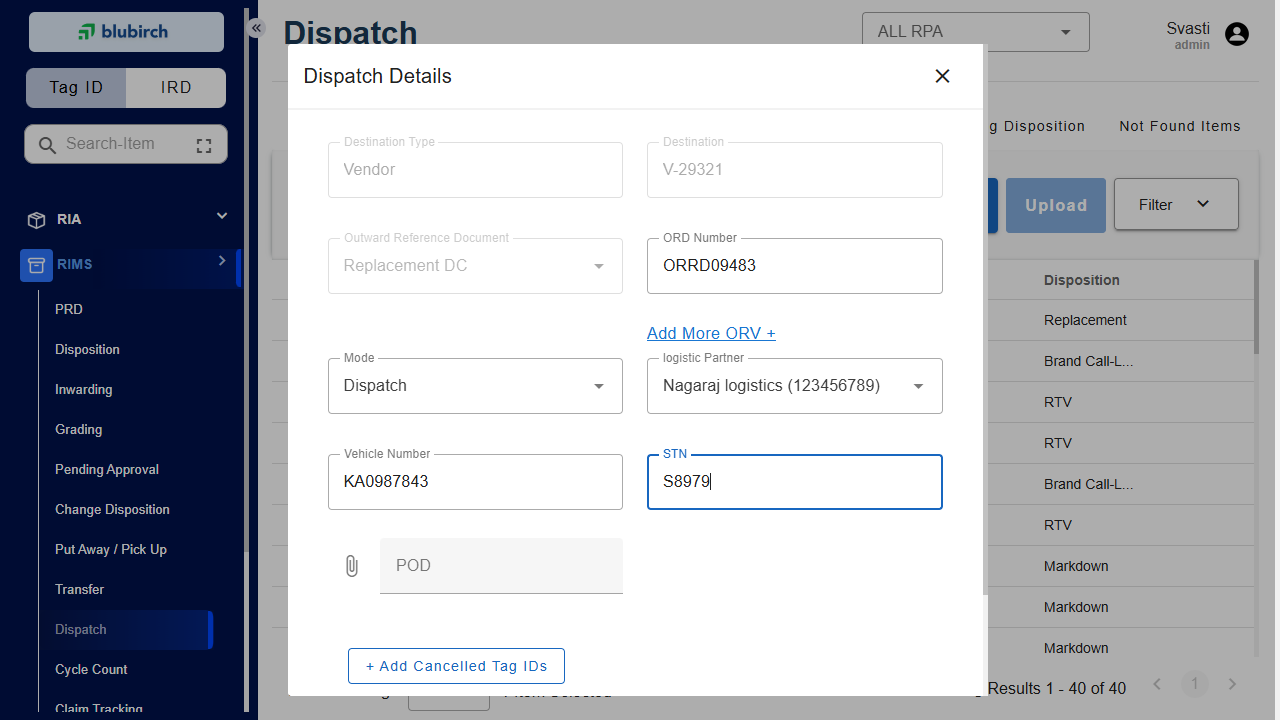 blubirch
Tag ID
IRD
Search-Item
RIA
RIMS
PRD
Disposition
Inwarding
Grading
Pending Approval
Change Disposition
Put Away / Pick Up
Transfer
Dispatch
Cycle Count
Claim Tracking
Dispatch
ALL RPA
Svasti
admin
Dispatch Details
Destination Type
Vendor
Destination
V-29321
Outward Reference Document
Replacement DC
ORD Number
ORRD09483
Add More ORV +
Mode
Dispatch
logistic Partner
Nagaraj logistics (123456789)
Vehicle Number
KA0987843
STN
S8979
POD
+ Add Cancelled Tag IDs
g Disposition
Not Found Items
Upload
Filter
Disposition
Replacement
Brand Call-L...
RTV
RTV
Brand Call-L...
RTV
Markdown
Markdown
Markdown
Results 1 - 40 of 40
1